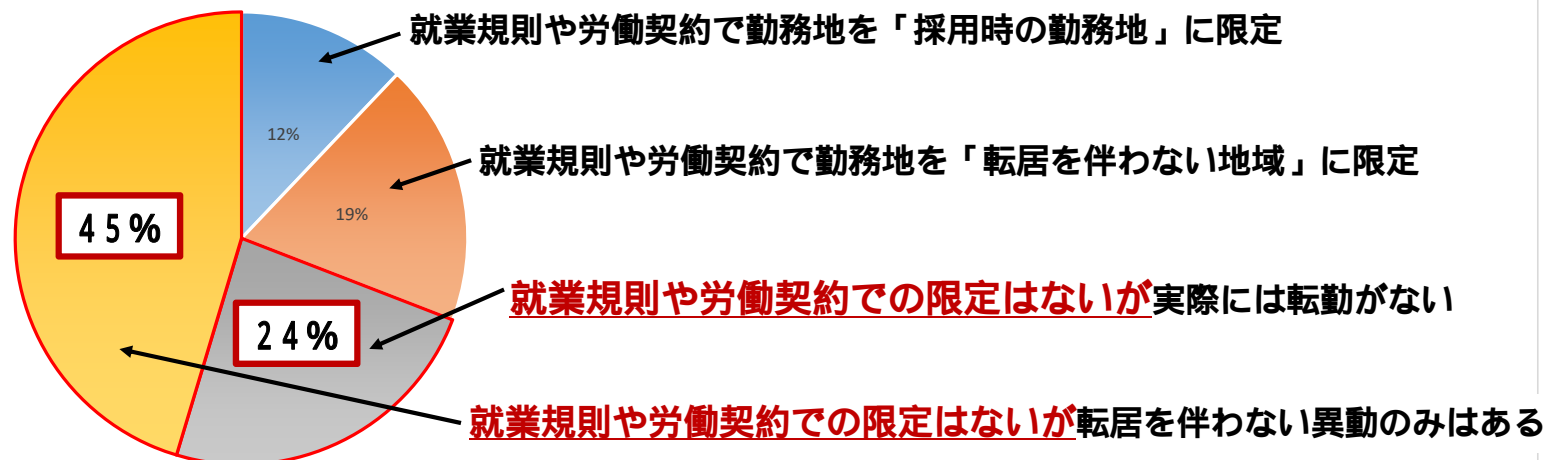 就業規則や労働契約で勤務地を「採用時の勤務地」に限定
12%
就業規則や労働契約で勤務地を「転居を伴わない地域」に限定
19%
45%
就業規則や労働契約での限定はないが実際には転勤がない
24%
就業規則や労働契約での限定はないが転居を伴わない異動のみはある